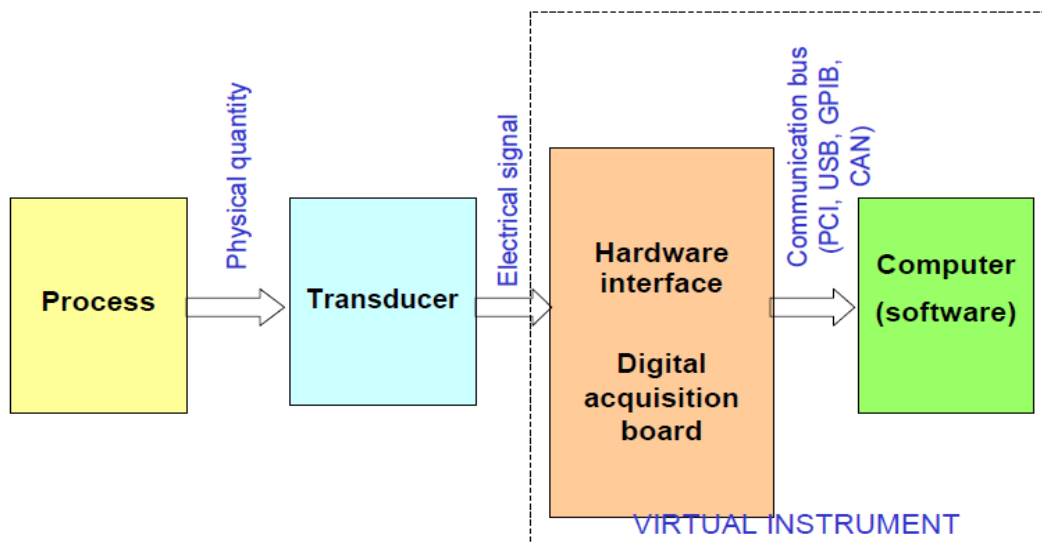 Process
Physical quantity
Transducer
Electrical signal
Hardware
interface
Digital
acquisition
board
Communication bus
(PCI, USB, GPIB,
CAN)
Computer
(software)
VIRTUAL INSTRUMENT